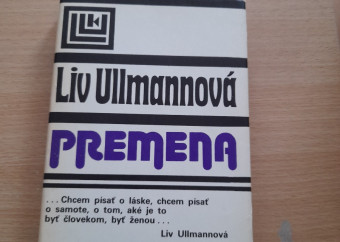 Liv Ullmannová
PREMENA
...Chcem písať o láske, chcem písať
o samote, o tom, aké je to
byť človekom, byť ženou...
Liv Ullmannová